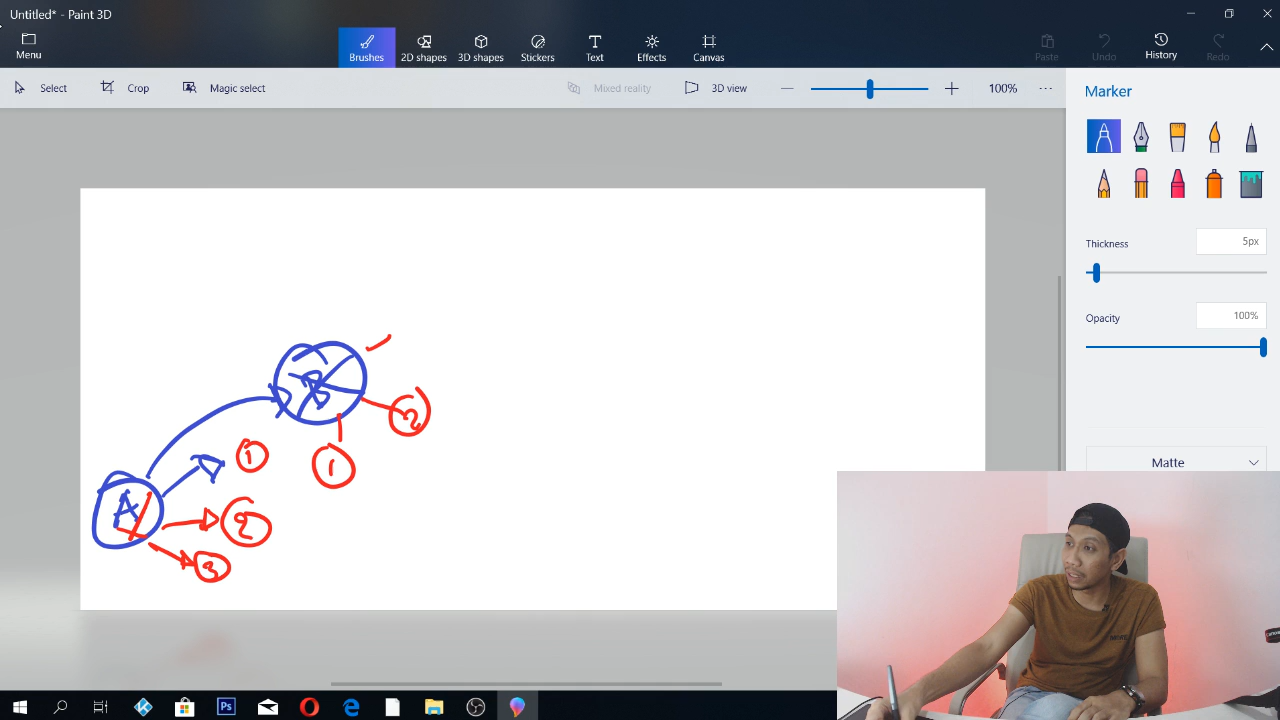 Untitled* - Paint 3D
Menu
Brushes
2D shapes
3D shapes
Stickers
Text
Effects
Canvas
Paste
Undo
History
Redo
Select
Crop
Magic select
Mixed reality
3D view
100%
Marker
Thickness
5px
Opacity
100%
Matte
B
2
1
1
A
2
3
Ps